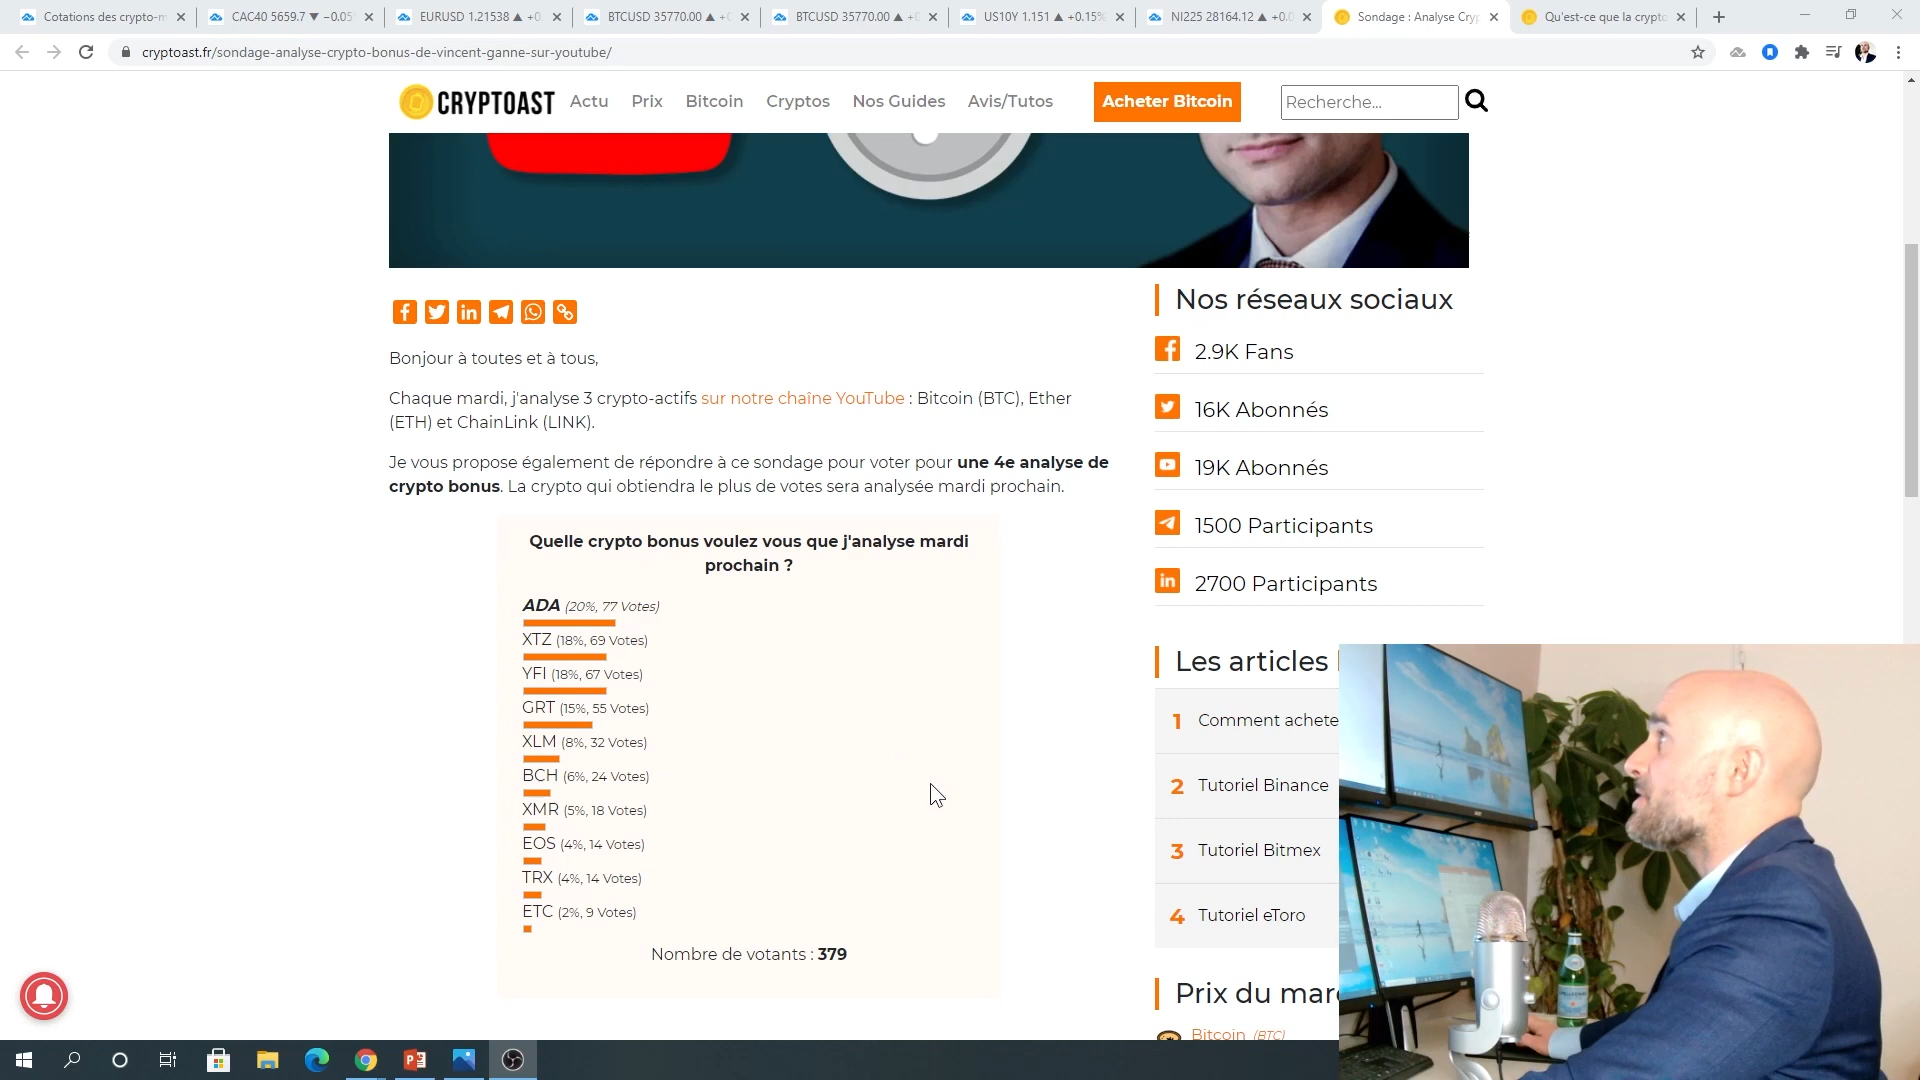 Cotations des crypto-m
CAC40 5659.7 ▼ −0.05
EURUSD 1.21538 ▲ +0
BTCUSD 35770.00 ▲ +
BTCUSD 35770.00 ▲ +
US10Y 1.151 ▲ +0.15%
NI225 28164.12 ▲ +0.
Sondage : Analyse Cry
Qu'est-ce que la crypto
cryptoast.fr/sondage-analyse-crypto-bonus-de-vincent-ganne-sur-youtube/
CRYPTOAST
Actu
Prix
Bitcoin
Cryptos
Nos Guides
Avis/Tutos
Acheter Bitcoin
Recherche...
Bonjour à toutes et à tous,
Chaque mardi, j'analyse 3 crypto-actifs sur notre chaîne YouTube : Bitcoin (BTC), Ether
(ETH) et ChainLink (LINK).
Je vous propose également de répondre à ce sondage pour voter pour une 4e analyse de
crypto bonus. La crypto qui obtiendra le plus de votes sera analysée mardi prochain.
Quelle crypto bonus voulez vous que j'analyse mardi
prochain ?
ADA (20%, 77 Votes)
XTZ (18%, 69 Votes)
YFI (18%, 67 Votes)
GRT (15%, 55 Votes)
XLM (8%, 32 Votes)
BCH (6%, 24 Votes)
XMR (5%, 18 Votes)
EOS (4%, 14 Votes)
TRX (4%, 14 Votes)
ETC (2%, 9 Votes)
Nombre de votants : 379
Nos réseaux sociaux
2.9K Fans
16K Abonnés
19K Abonnés
1500 Participants
2700 Participants
Les articles
1 Comment achete
2 Tutoriel Binance
3 Tutoriel Bitmex
4 Tutoriel eToro
Prix du mar
Bitcoin (BTC)